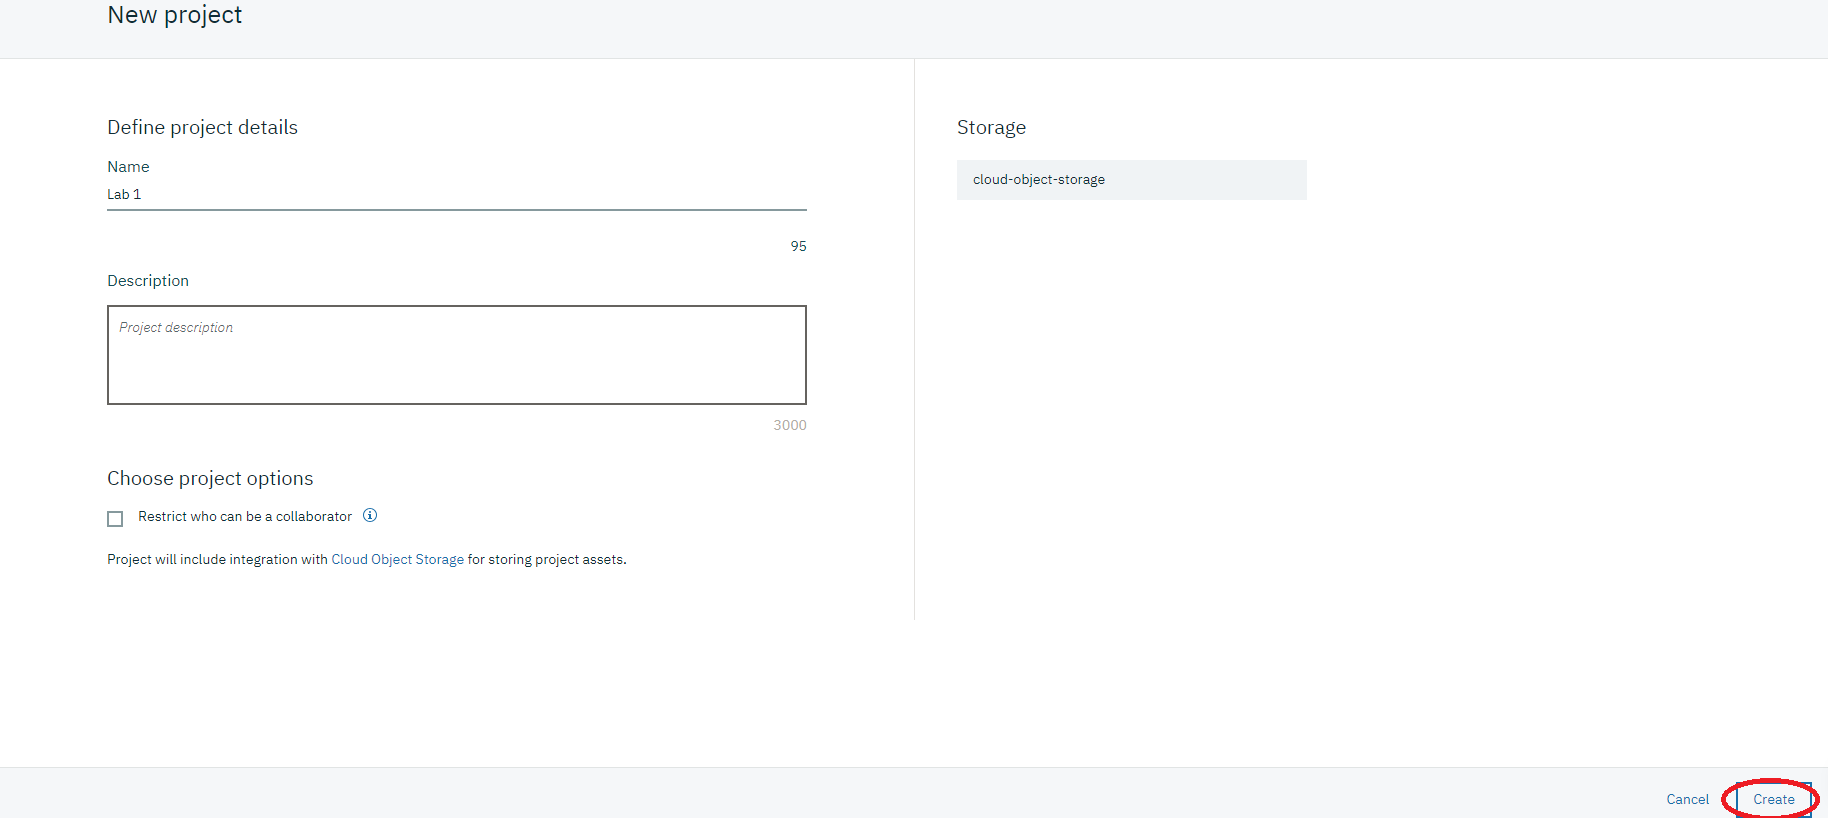 New project
Define project details
Name
Lab 1
95
Description
Project description
3000
Choose project options
Restrict who can be a collaborator
Project will include integration with Cloud Object Storage for storing project assets.
Storage
cloud-object-storage
Cancel
Create